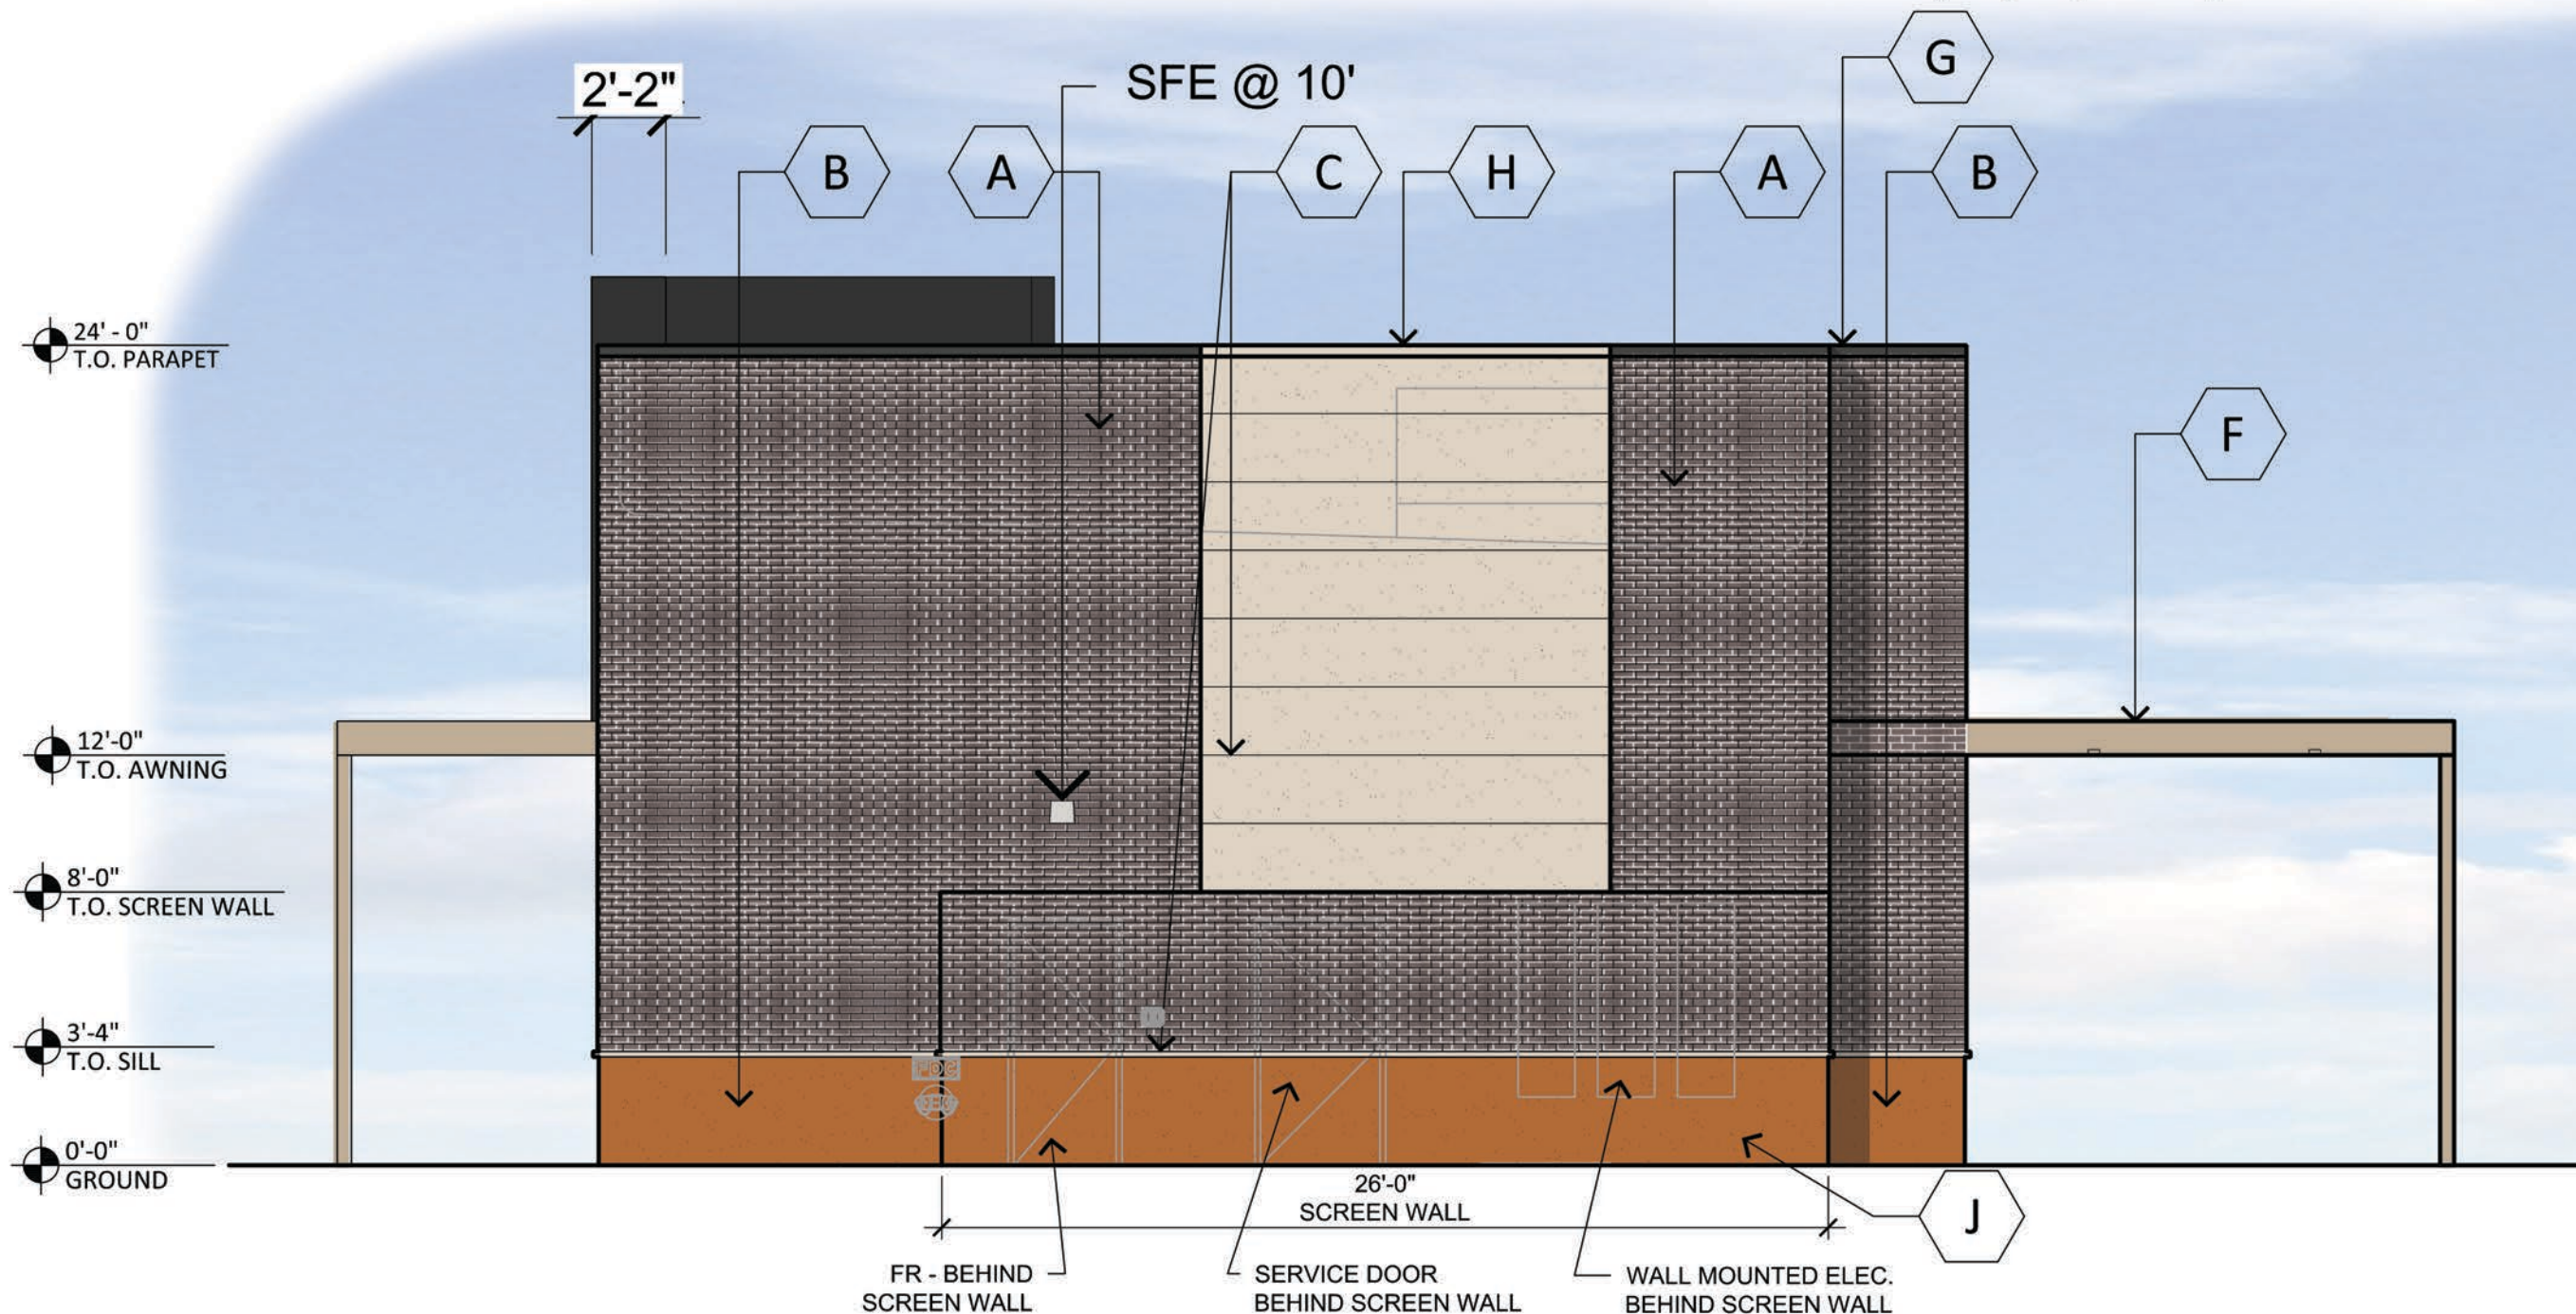 G
2'-2"
SFE @ 10'
B
A
C
H
A
B
24' - 0"
T.O. PARAPET
F
12'-0"
T.O. AWNING
8'-0"
T.O. SCREEN WALL
3'-4"
T.O. SILL
FDC
0'-0"
GROUND
26'-0"
SCREEN WALL
J
FR - BEHIND
SCREEN WALL
SERVICE DOOR
BEHIND SCREEN WALL
WALL MOUNTED ELEC.
BEHIND SCREEN WALL